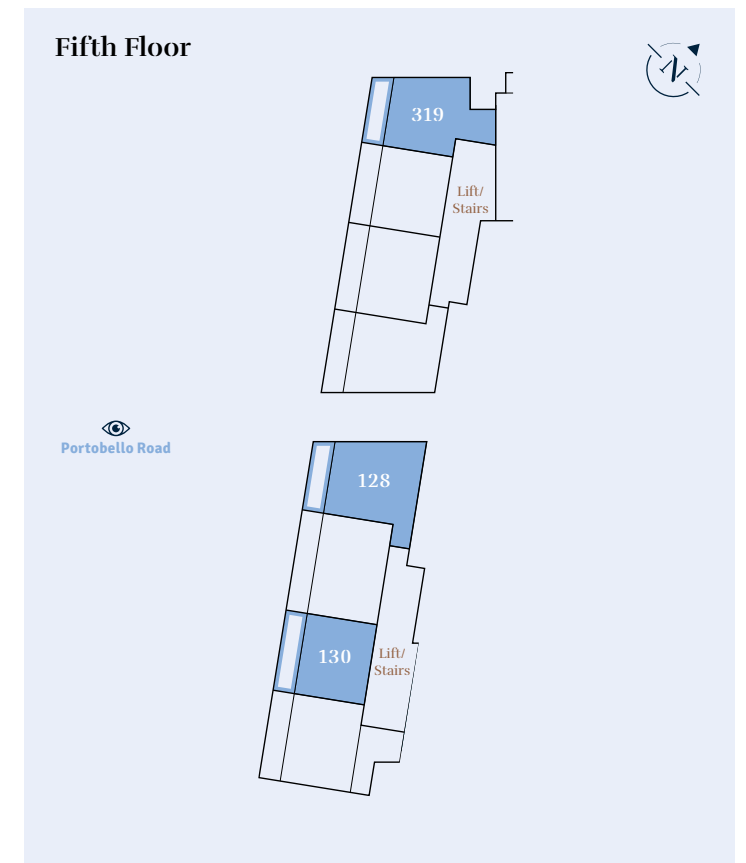 Fifth Floor
N
319
Lift/
Stairs
Portobello Road
128
130
Lift/
Stairs